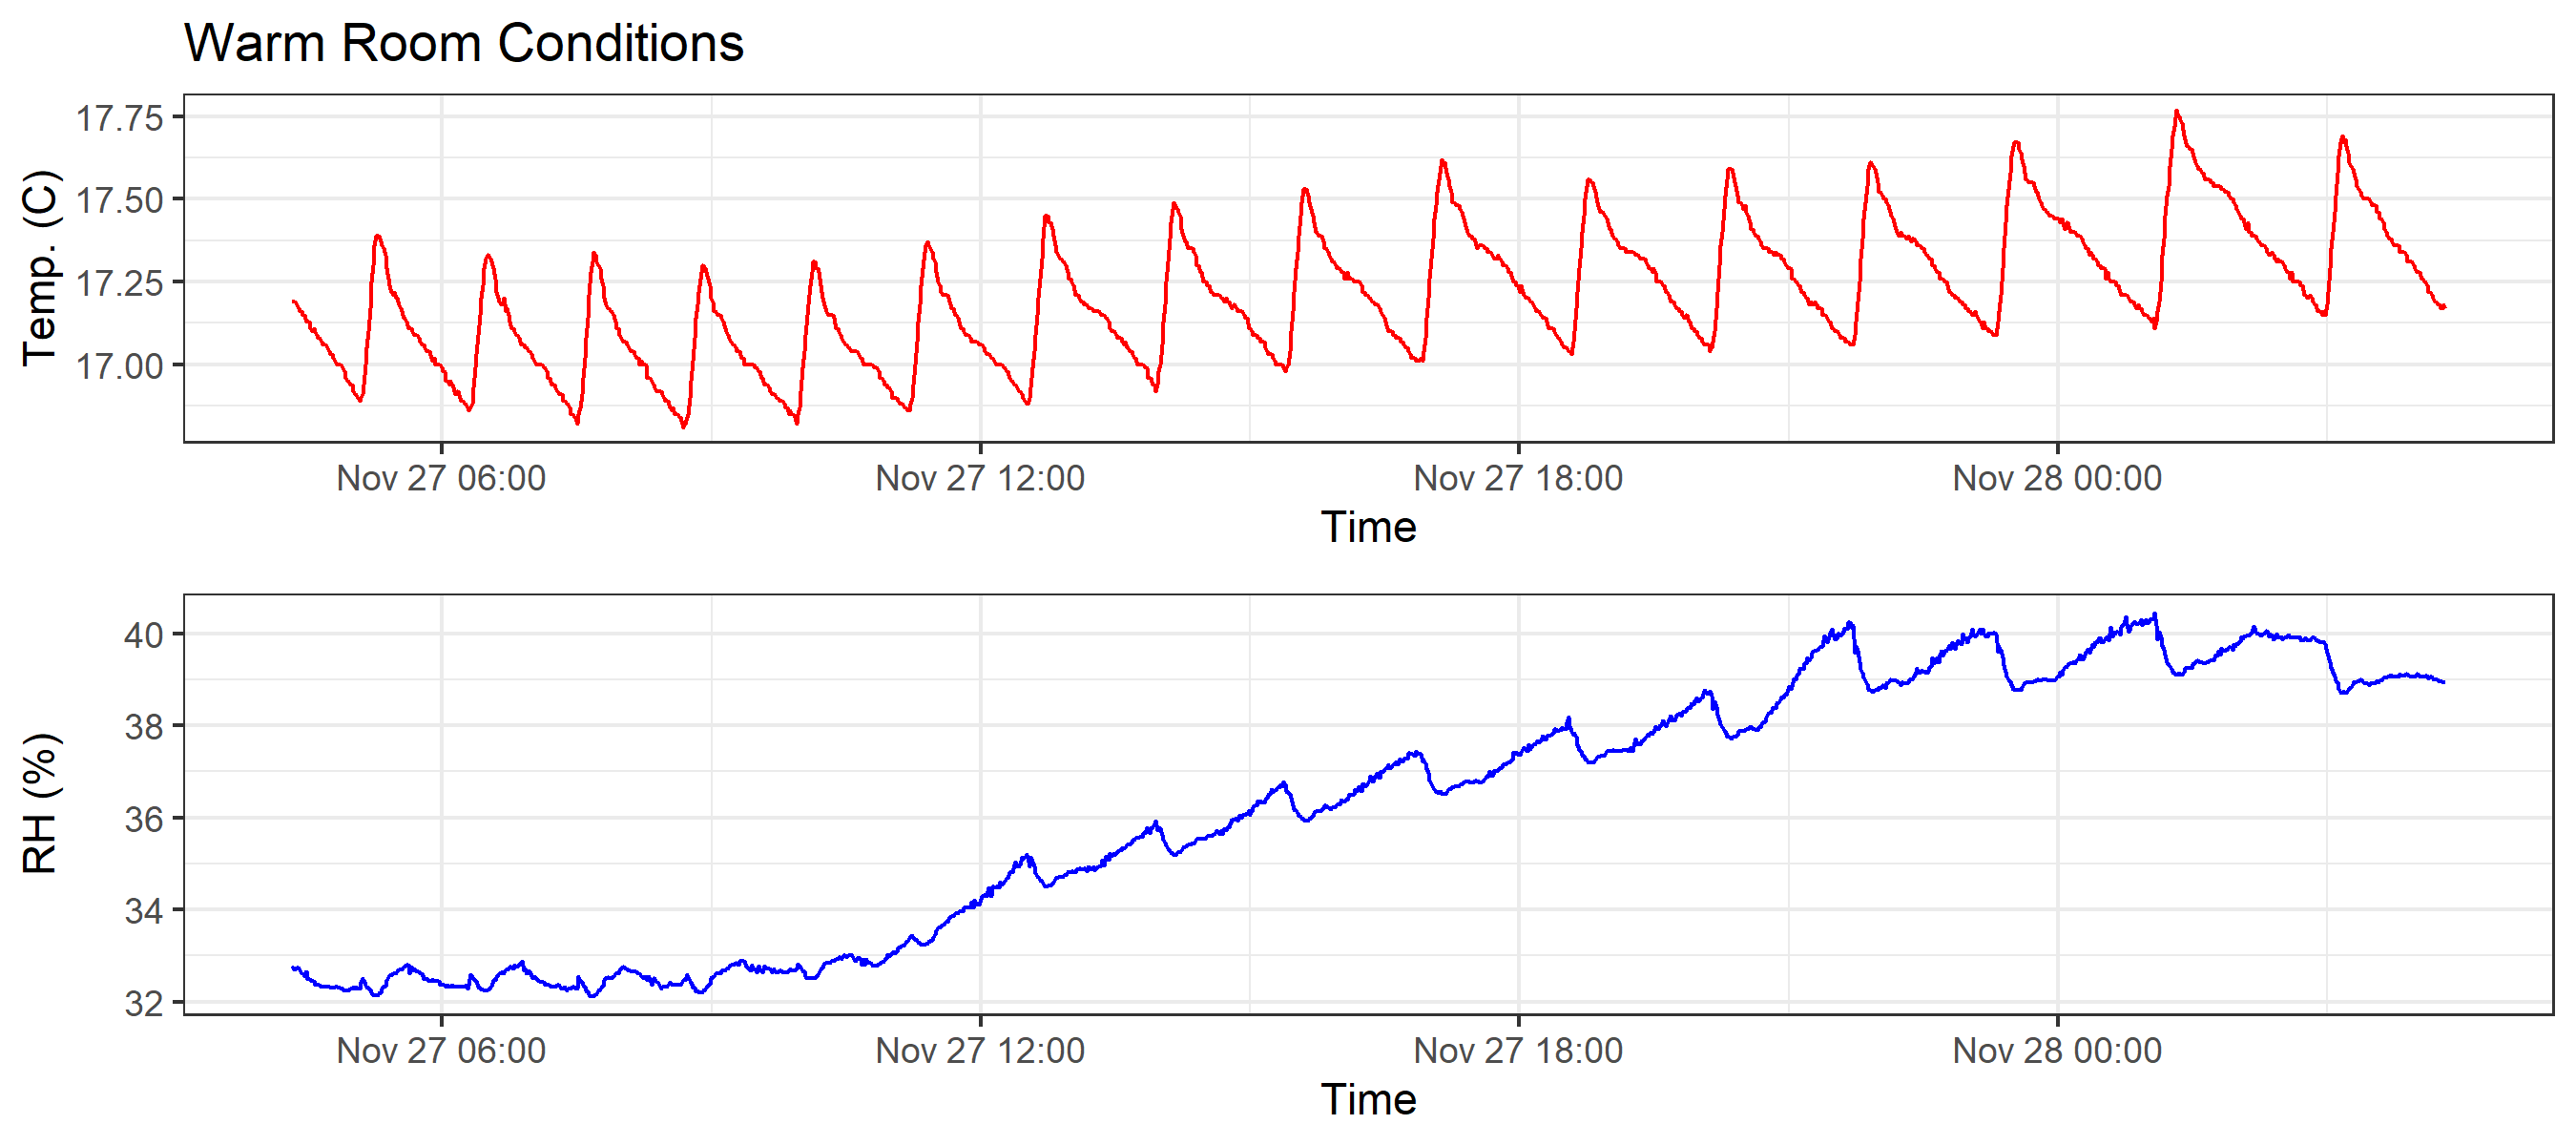 Warm Room Conditions
Temp. (C)
17.75
17.50
17.25
17.00
Nov 27 06:00 Nov 27 12:00 Nov 27 18:00 Nov 28 00:00
Time
RH (%)
40
38
36
34
32
Nov 27 06:00 Nov 27 12:00 Nov 27 18:00 Nov 28 00:00
Time